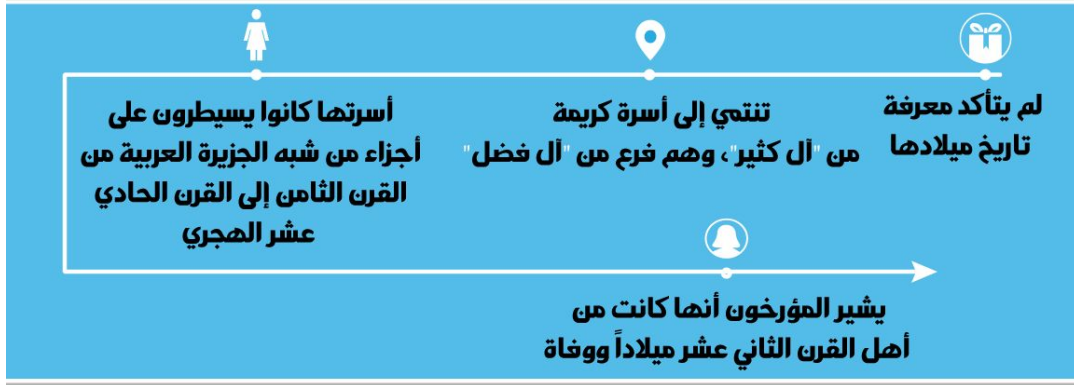 لم يتأكد معرفة
تاريخ ميلادها
تنتمي إلى أسرة كريمة
من "آل كثير"، وهم فرع من "آل فضل"
أسرتها كانوا يسيطرون على
أجزاء من شبه الجزيرة العربية من
القرن الثامن إلى القرن الحادي
عشر الهجري
يشير المؤرخون أنها كانت من
أهل القرن الثاني عشر ميلاداً ووفاة